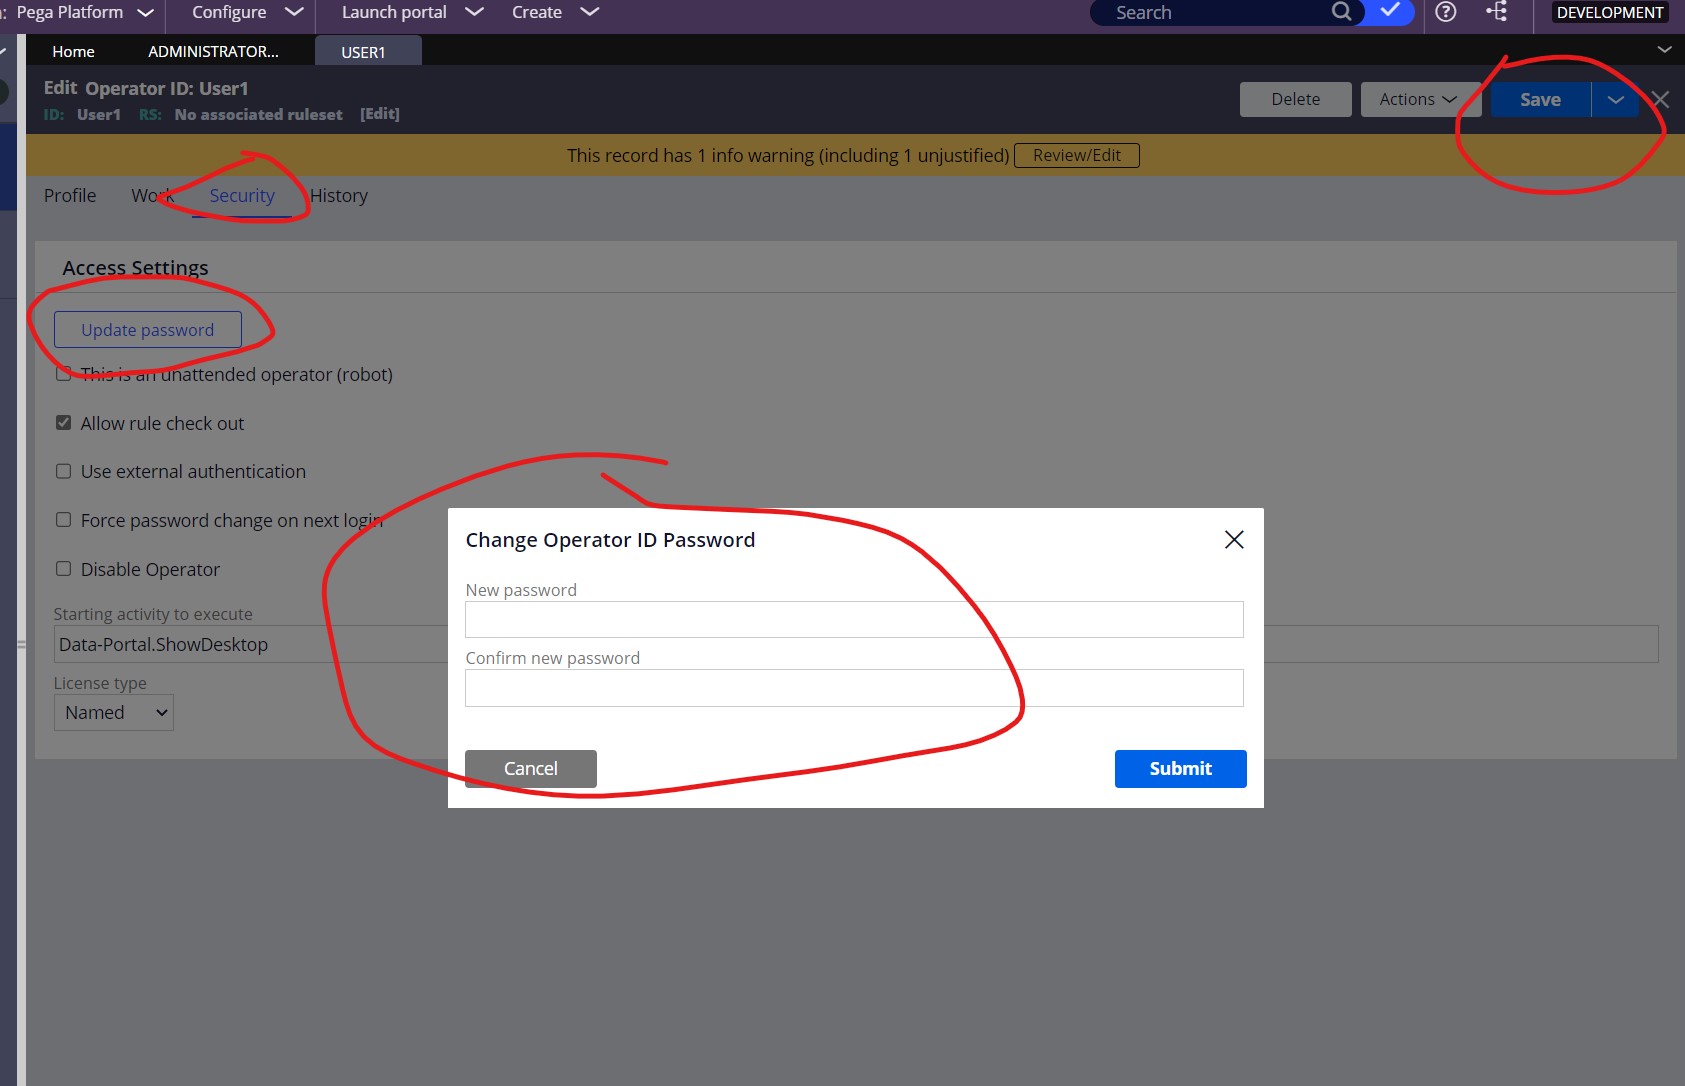 : Pega Platform Configure Launch portal Create Search DEVELOPMENT
Home ADMINISTRATOR... USER1
Edit Operator ID: User1
ID: User1 RS: No associated ruleset [Edit]
Delete Actions Save
This record has 1 info warning (including 1 unjustified) Review/Edit
Profile Work Security History
Access Settings
Update password
This is an unattended operator (robot)
Allow rule check out
Use external authentication
Force password change on next login
Disable Operator
Starting activity to execute
Data-Portal.ShowDesktop
License type
Named
Change Operator ID Password
New password
Confirm new password
Cancel Submit